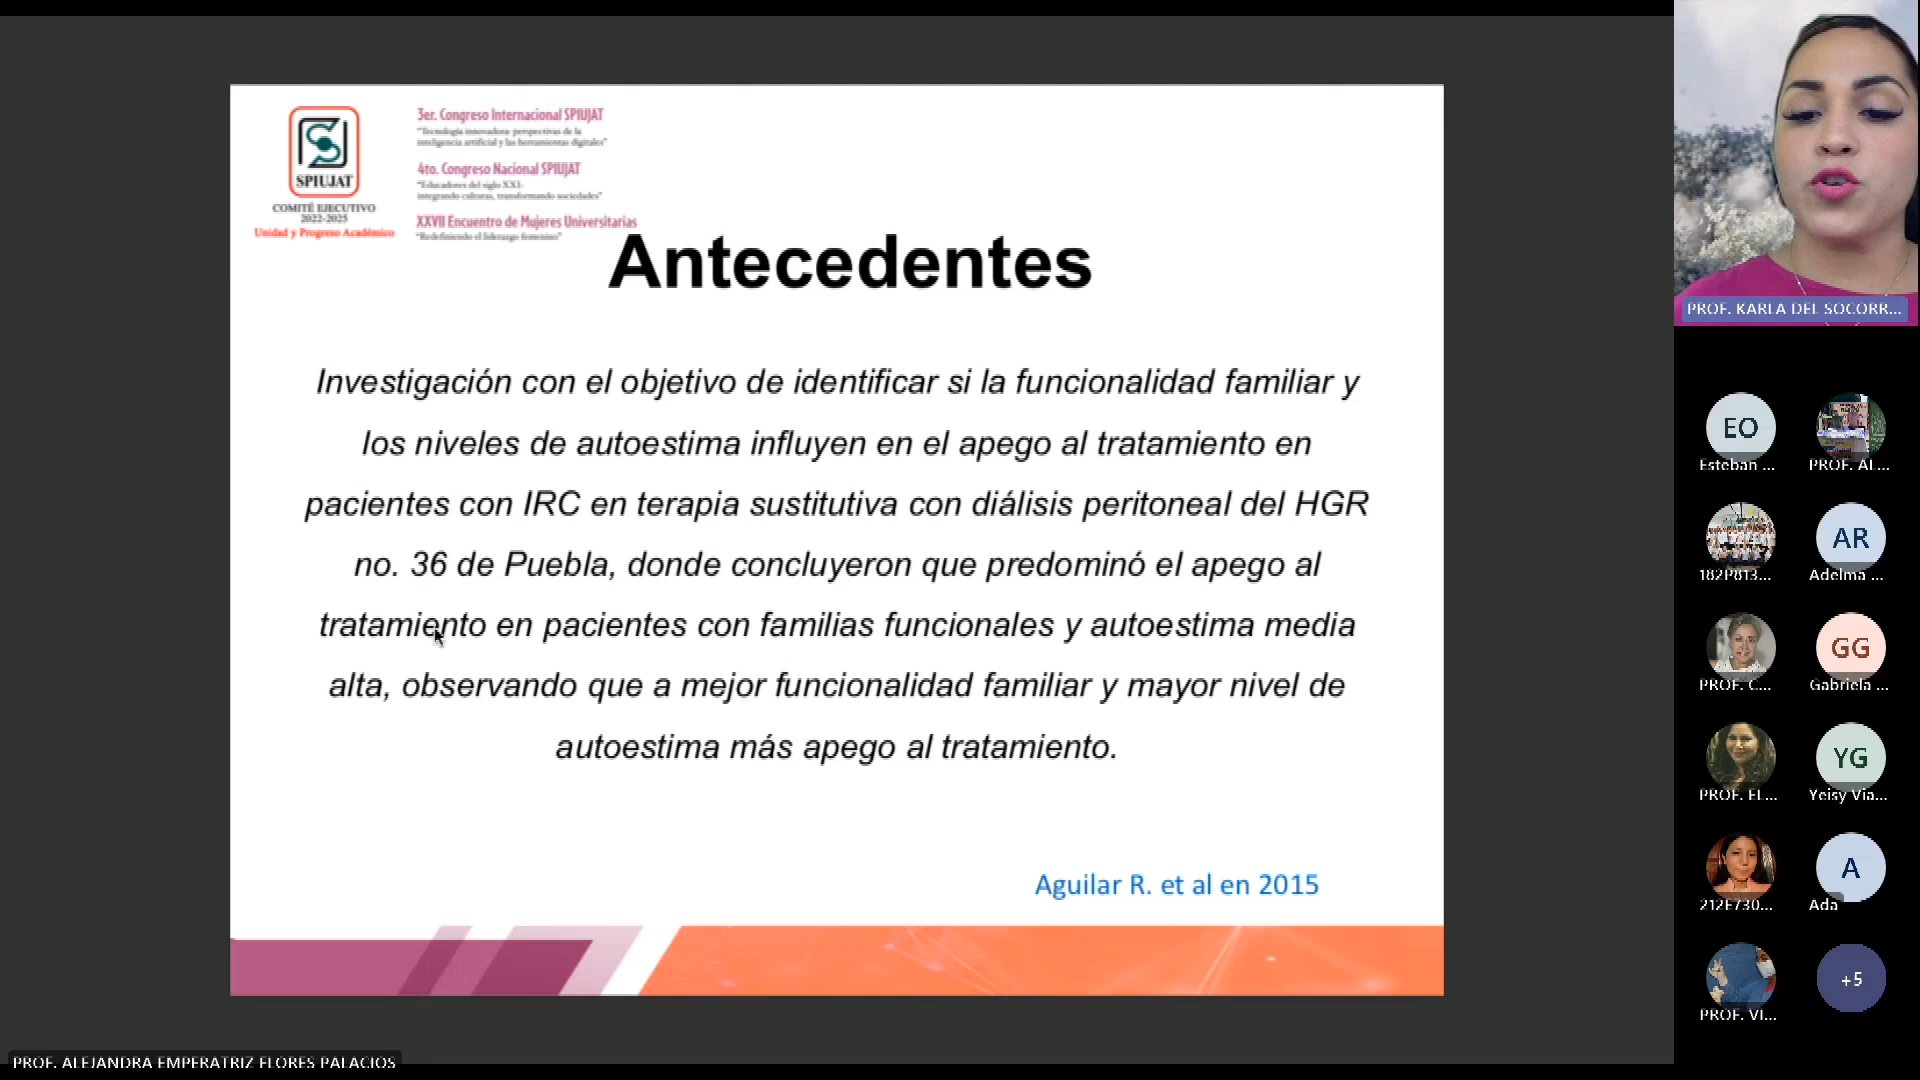 SPIUJAT
COMITÉ EJECUTIVO
2022-2025
Unidad y Progreso Académico
3er. Congreso Internacional SPIUJAT
"Tecnología innovadora: perspectivas de la
inteligencia artificial y las herramientas digitales"
4to. Congreso Nacional SPIUJAT
"Educadores del siglo XXI:
integrando culturas, transformando sociedades"
XXVII Encuentro de Mujeres Universitarias
"Redefiniendo el liderazgo femenino"
Antecedentes
Investigación con el objetivo de identificar si la funcionalidad familiar y
los niveles de autoestima influyen en el apego al tratamiento en
pacientes con IRC en terapia sustitutiva con diálisis peritoneal del HGR
no. 36 de Puebla, donde concluyeron que predominó el apego al
tratamiento en pacientes con familias funcionales y autoestima media
alta, observando que a mejor funcionalidad familiar y mayor nivel de
autoestima más apego al tratamiento.
Aguilar R. et al en 2015
PROF. ALEJANDRA EMPERATRIZ FLORES PALACIOS
PROF. KARLA DEL SOCORR...
EO
Esteban ...
PROF. AL...
182P813...
AR
Adelma ...
PROF. C...
GG
Gabriela ...
PROF. EL...
YG
Yeisy Via...
212E730...
A
Ada
PROF. VI...
+5